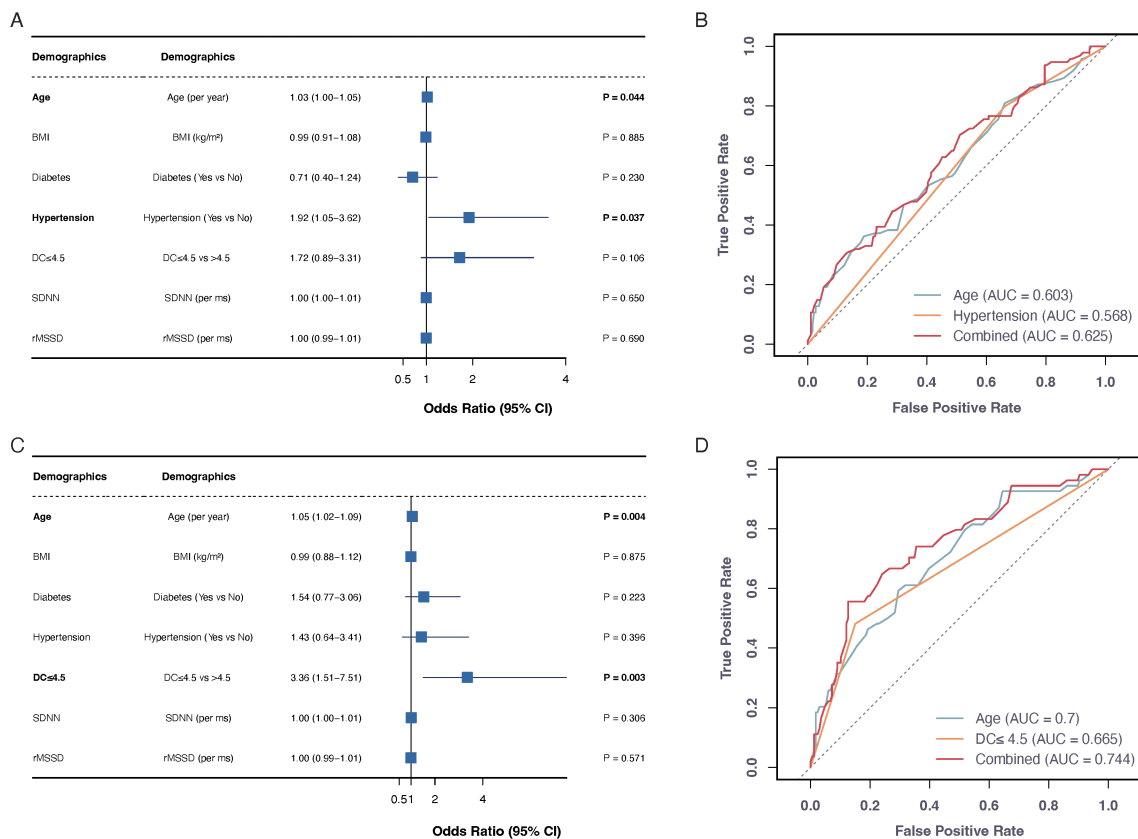 A
Demographics Demographics
Age Age (per year) 1.03 (1.00–1.05) P = 0.044
BMI BMI (kg/m²) 0.99 (0.91–1.08) P = 0.885
Diabetes Diabetes (Yes vs No) 0.71 (0.40–1.24) P = 0.230
Hypertension Hypertension (Yes vs No) 1.92 (1.05–3.62) P = 0.037
DC≤4.5 DC≤4.5 vs >4.5 1.72 (0.89–3.31) P = 0.106
SDNN SDNN (per ms) 1.00 (1.00–1.01) P = 0.650
rMSSD rMSSD (per ms) 1.00 (0.99–1.01) P = 0.690
0.5 1 2 4
Odds Ratio (95% CI)
B
True Positive Rate
1.0
0.8
0.6
0.4
0.2
0.0
Age (AUC = 0.603)
Hypertension (AUC = 0.568)
Combined (AUC = 0.625)
0.0 0.2 0.4 0.6 0.8 1.0
False Positive Rate
C
Demographics Demographics
Age Age (per year) 1.05 (1.02–1.09) P = 0.004
BMI BMI (kg/m²) 0.99 (0.88–1.12) P = 0.875
Diabetes Diabetes (Yes vs No) 1.54 (0.77–3.06) P = 0.223
Hypertension Hypertension (Yes vs No) 1.43 (0.64–3.41) P = 0.396
DC≤4.5 DC≤4.5 vs >4.5 3.36 (1.51–7.51) P = 0.003
SDNN SDNN (per ms) 1.00 (1.00–1.01) P = 0.306
rMSSD rMSSD (per ms) 1.00 (0.99–1.01) P = 0.571
0.5 1 2 4
Odds Ratio (95% CI)
D
True Positive Rate
1.0
0.8
0.6
0.4
0.2
0.0
Age (AUC = 0.7)
DC≤ 4.5 (AUC = 0.665)
Combined (AUC = 0.744)
0.0 0.2 0.4 0.6 0.8 1.0
False Positive Rate